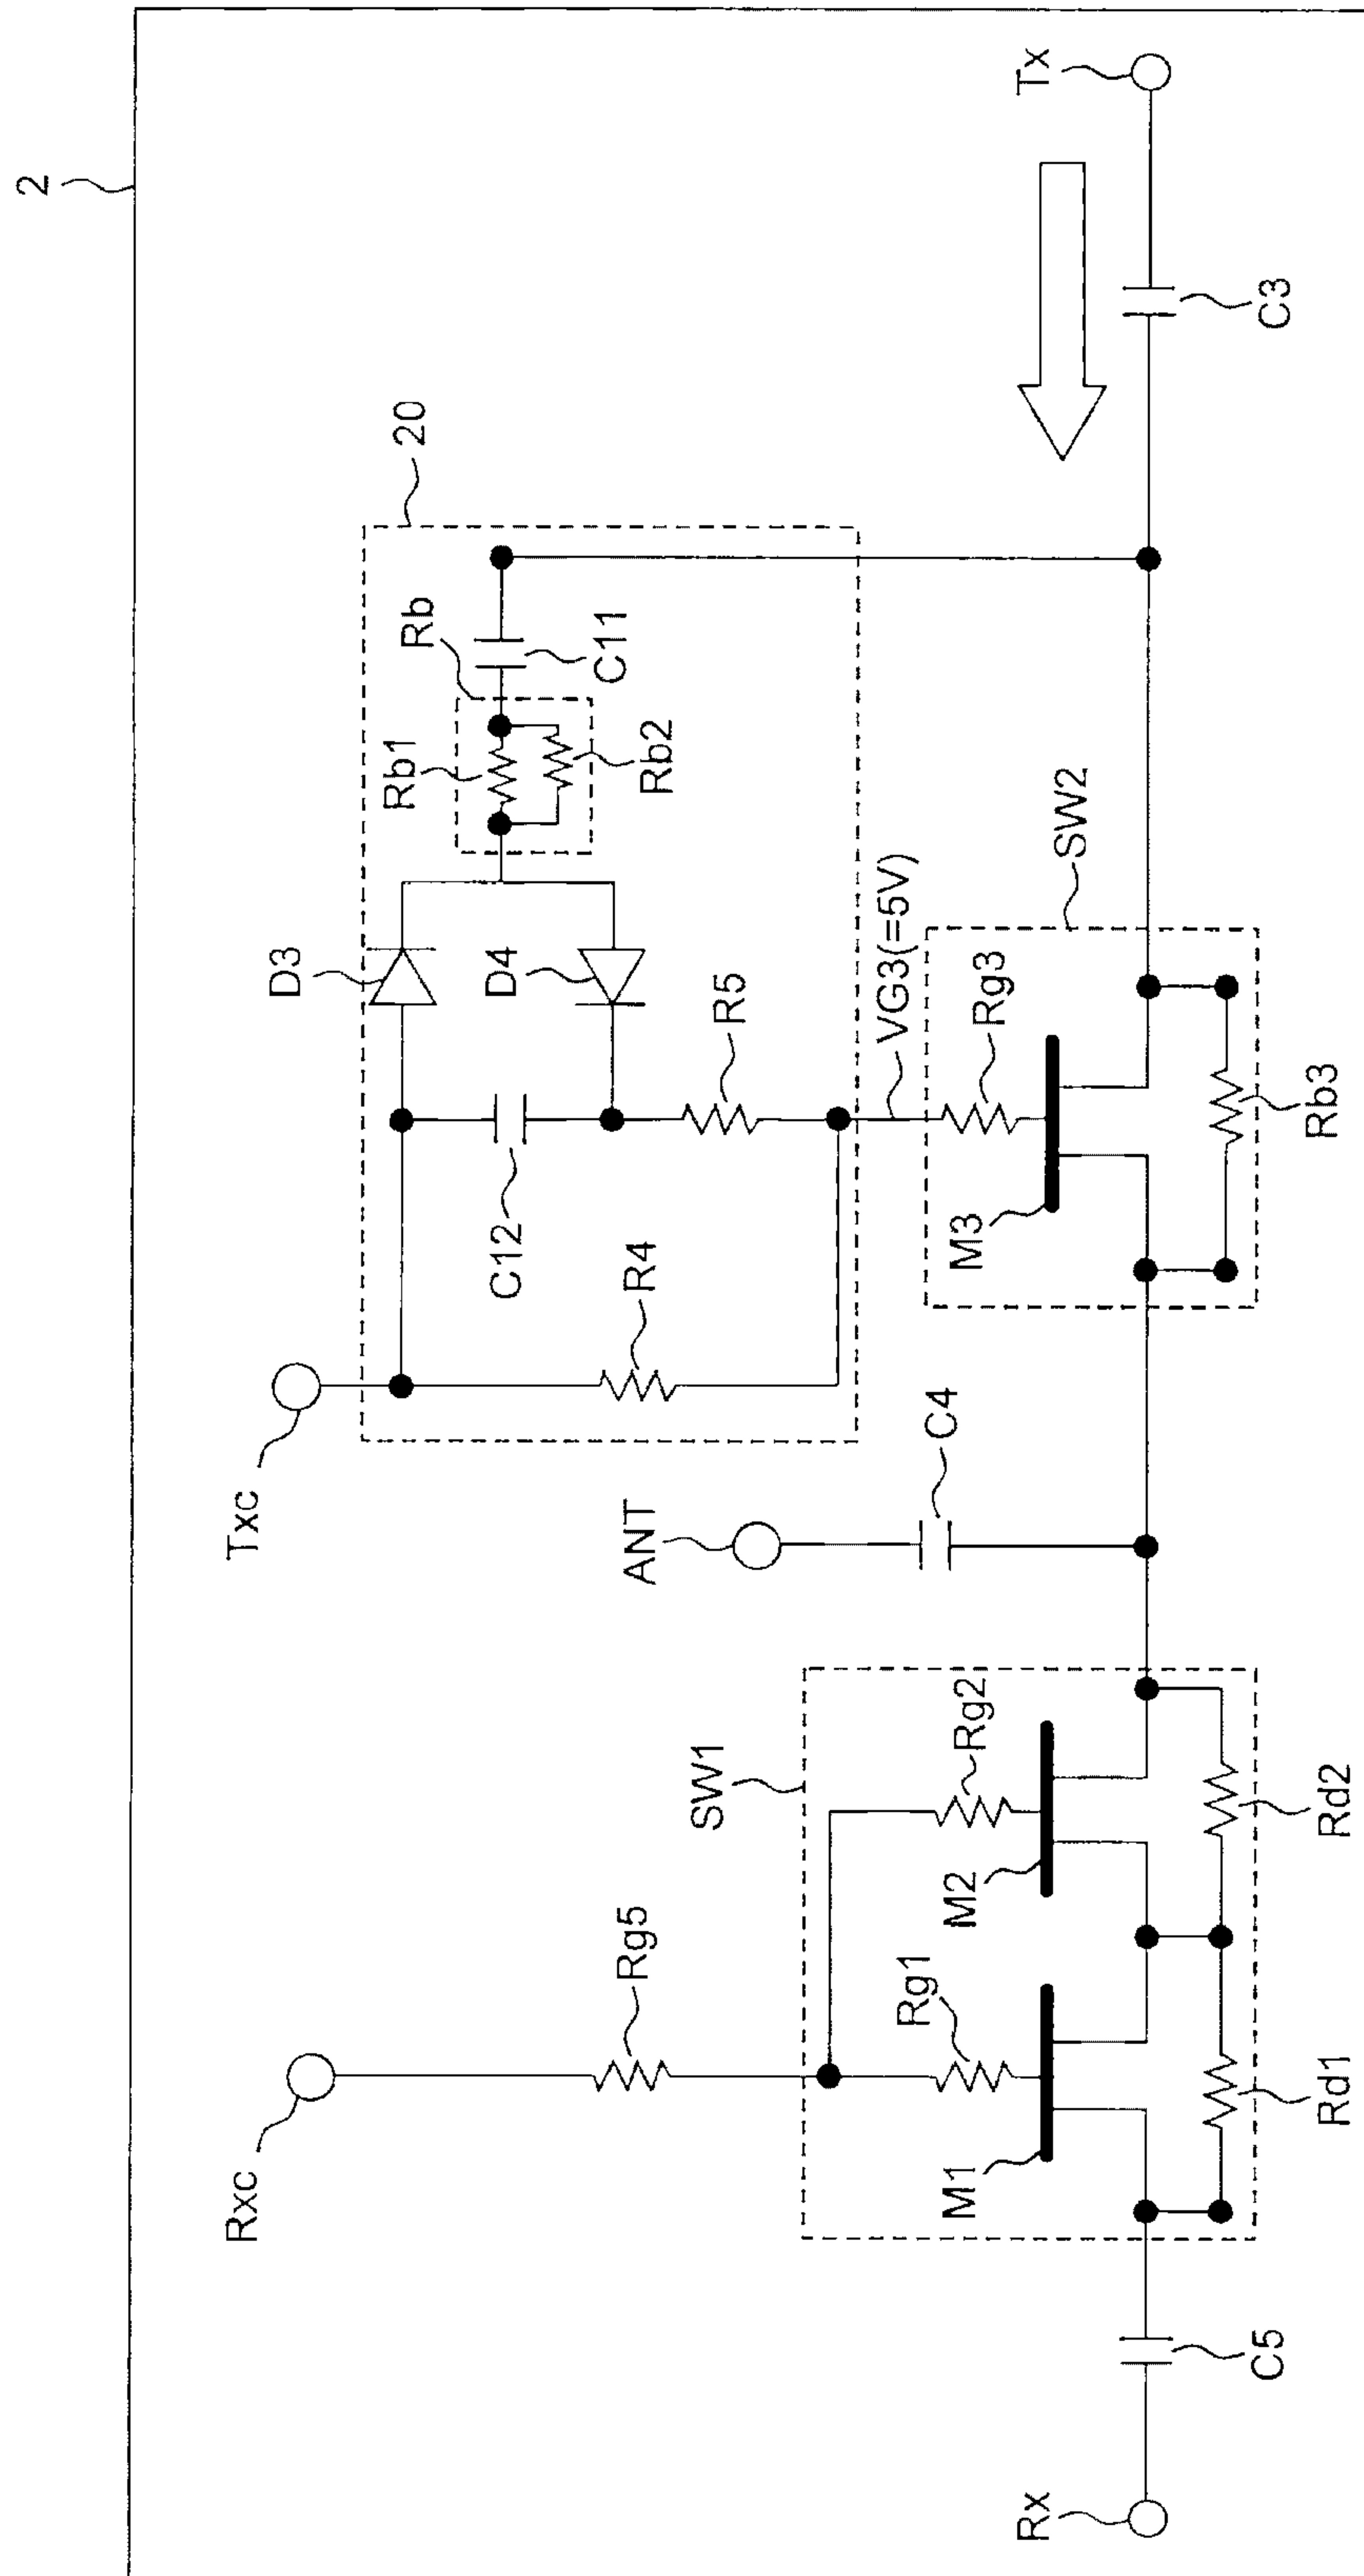 2
Tx
C3
20
Rb
C11
Rb1
Rb2
D3
D4
R5
VG3(=5V)
SW2
Rg3
M3
Rb3
C12
R4
Txc
ANT
C4
SW1
Rg2
M2
Rd2
Rg5
Rg1
M1
Rd1
Rxc
C5
Rx